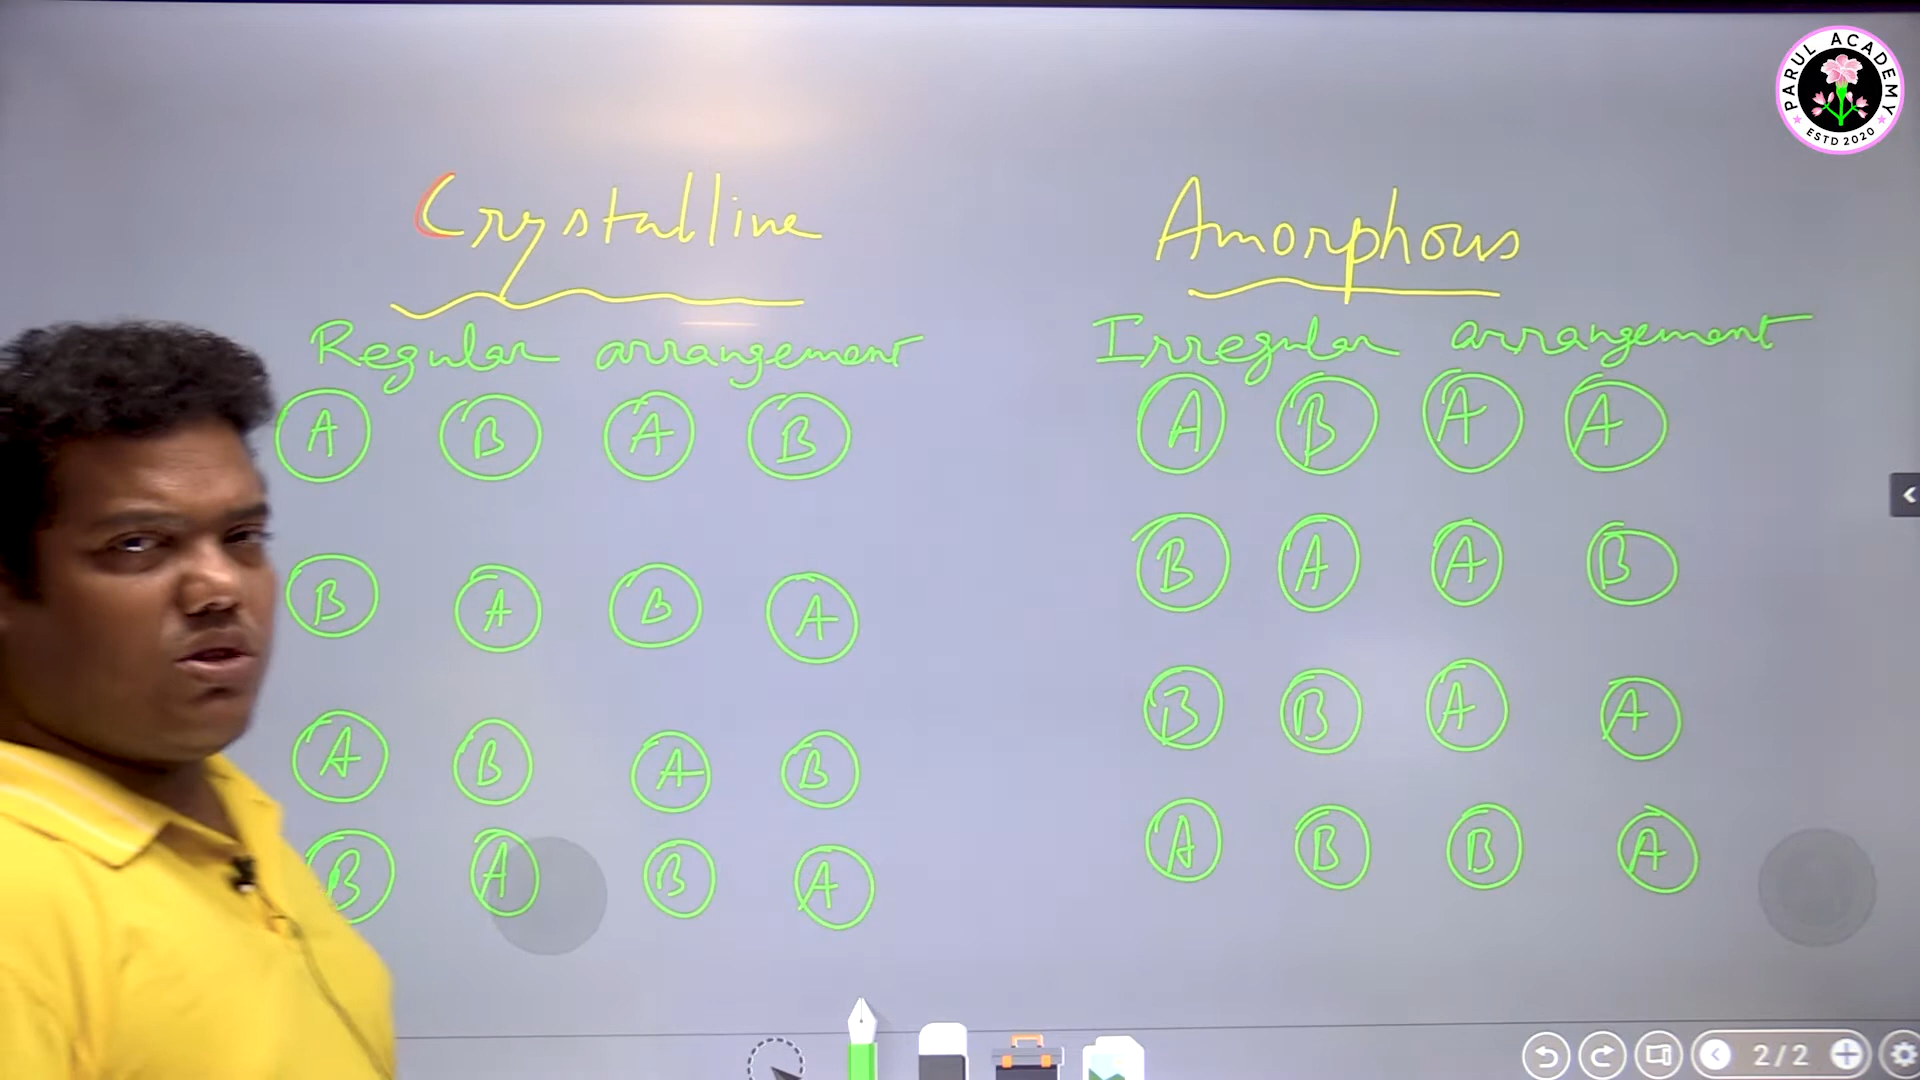 PARUL ACADEMY
ESTD 2020
Crystalline
Amorphous
Regular arrangement
Irregular arrangement
A B A B
A B A A
B A B A
B A A B
A B A B
B B A A
B A B A
A B B A
2/2